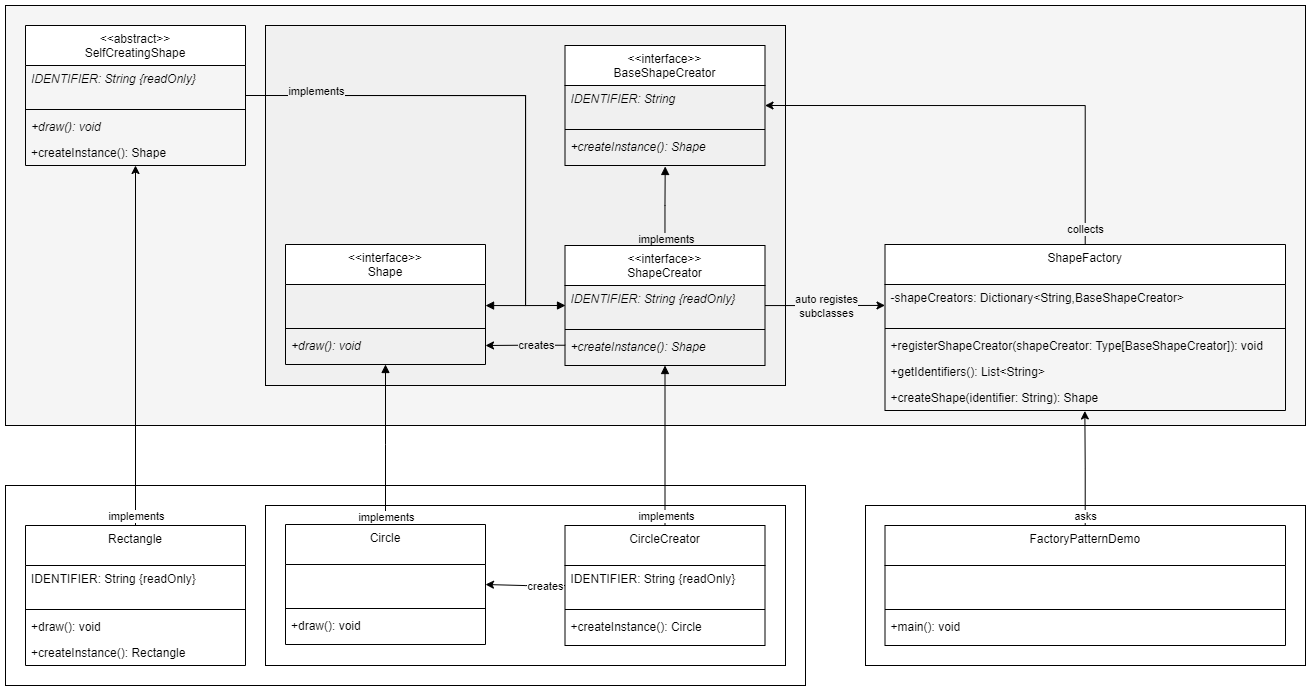 <<abstract>>
SelfCreatingShape
IDENTIFIER: String {readOnly}
+draw(): void
+createInstance(): Shape
implements
<<interface>>
BaseShapeCreator
IDENTIFIER: String
+createInstance(): Shape
implements
<<interface>>
Shape
+draw(): void
<<interface>>
ShapeCreator
IDENTIFIER: String {readOnly}
+createInstance(): Shape
creates
auto registes
subclasses
collects
ShapeFactory
-shapeCreators: Dictionary<String,BaseShapeCreator>
+registerShapeCreator(shapeCreator: Type[BaseShapeCreator]): void
+getIdentifiers(): List<String>
+createShape(identifier: String): Shape
implements
Rectangle
IDENTIFIER: String {readOnly}
+draw(): void
+createInstance(): Rectangle
implements
Circle
+draw(): void
creates
implements
CircleCreator
IDENTIFIER: String {readOnly}
+createInstance(): Circle
asks
FactoryPatternDemo
+main(): void